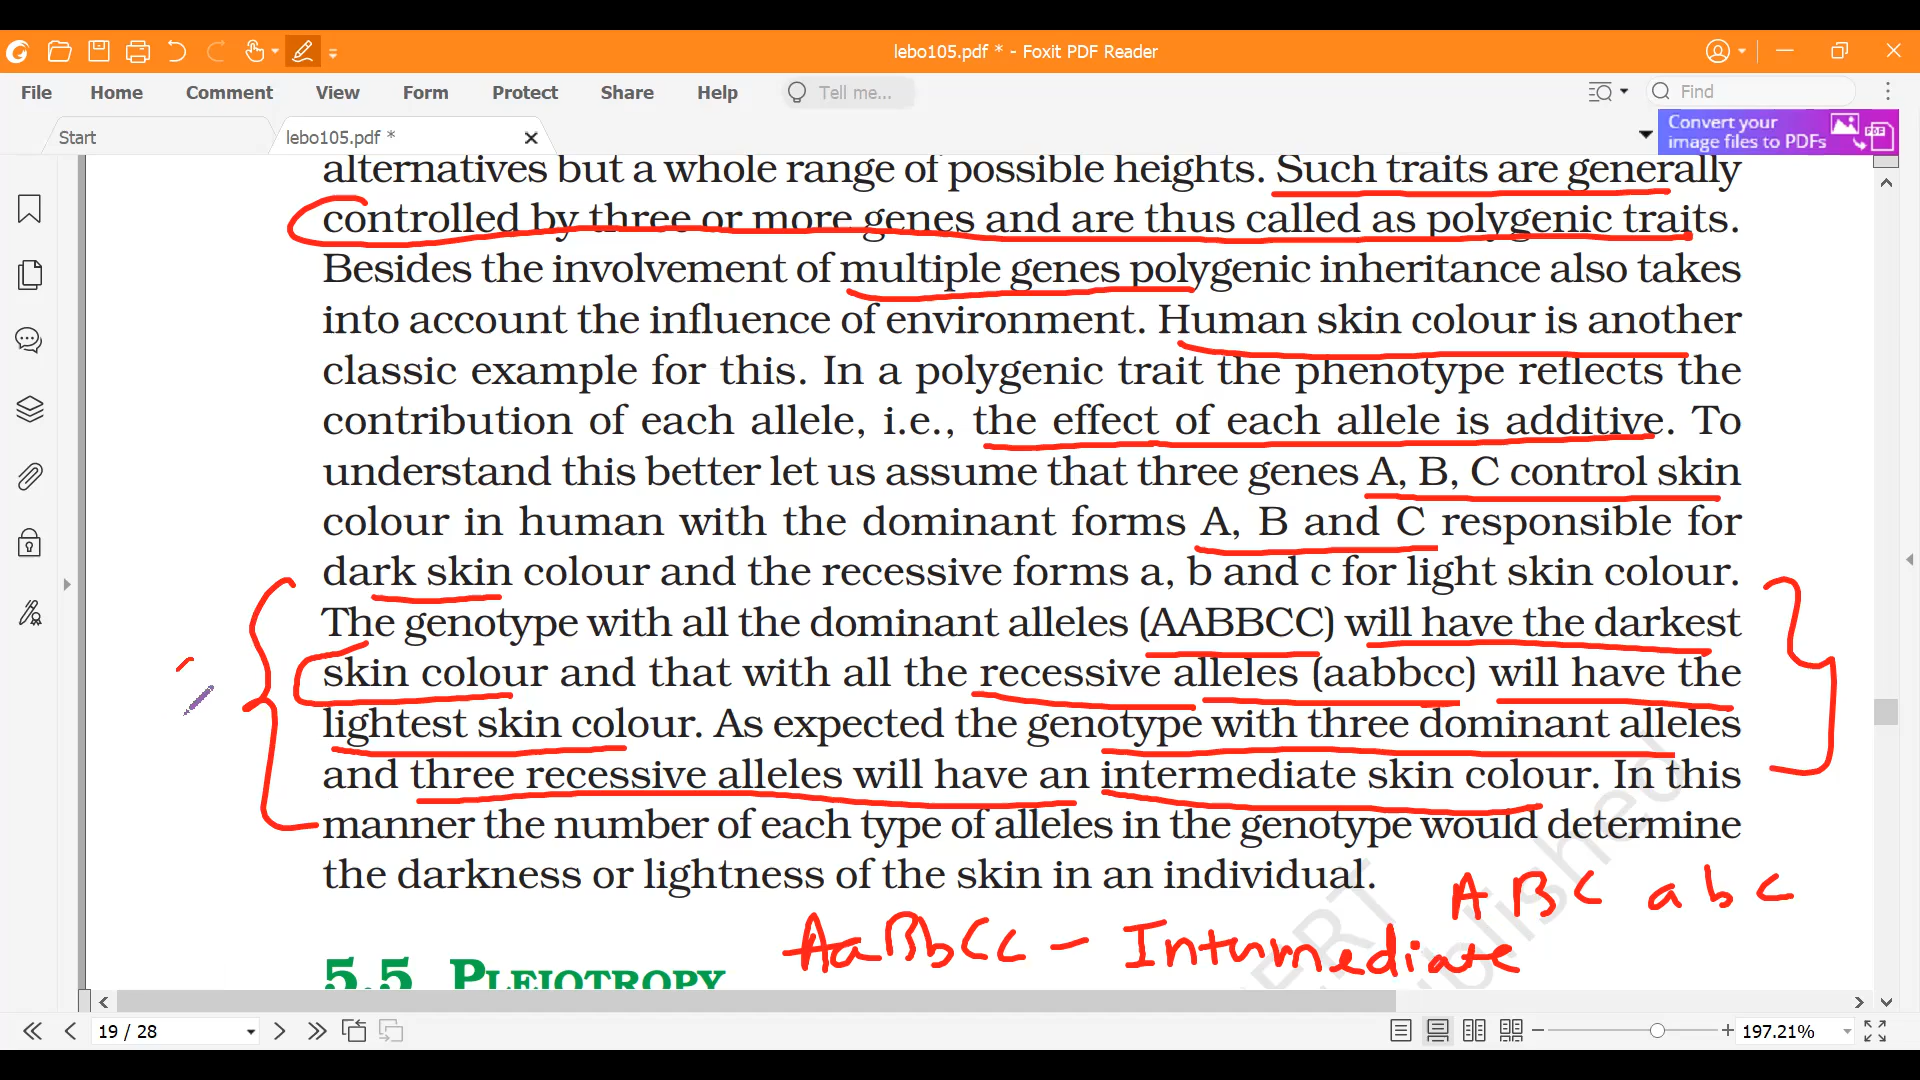 lebo105.pdf * - Foxit PDF Reader
File Home Comment View Form Protect Share Help Tell me... Find
Start lebo105.pdf * Convert your
image files to PDFs
alternatives but a whole range of possible heights. Such traits are generally
controlled by three or more genes and are thus called as polygenic traits.
Besides the involvement of multiple genes polygenic inheritance also takes
into account the influence of environment. Human skin colour is another
classic example for this. In a polygenic trait the phenotype reflects the
contribution of each allele, i.e., the effect of each allele is additive. To
understand this better let us assume that three genes A, B, C control skin
colour in human with the dominant forms A, B and C responsible for
dark skin colour and the recessive forms a, b and c for light skin colour.
The genotype with all the dominant alleles (AABBCC) will have the darkest
skin colour and that with all the recessive alleles (aabbcc) will have the
lightest skin colour. As expected the genotype with three dominant alleles
and three recessive alleles will have an intermediate skin colour. In this
manner the number of each type of alleles in the genotype would determine
the darkness or lightness of the skin in an individual.
A B C a b c
AaBbCc - Intermediate
5.5 PLEIOTROPY
19 / 28 197.21%